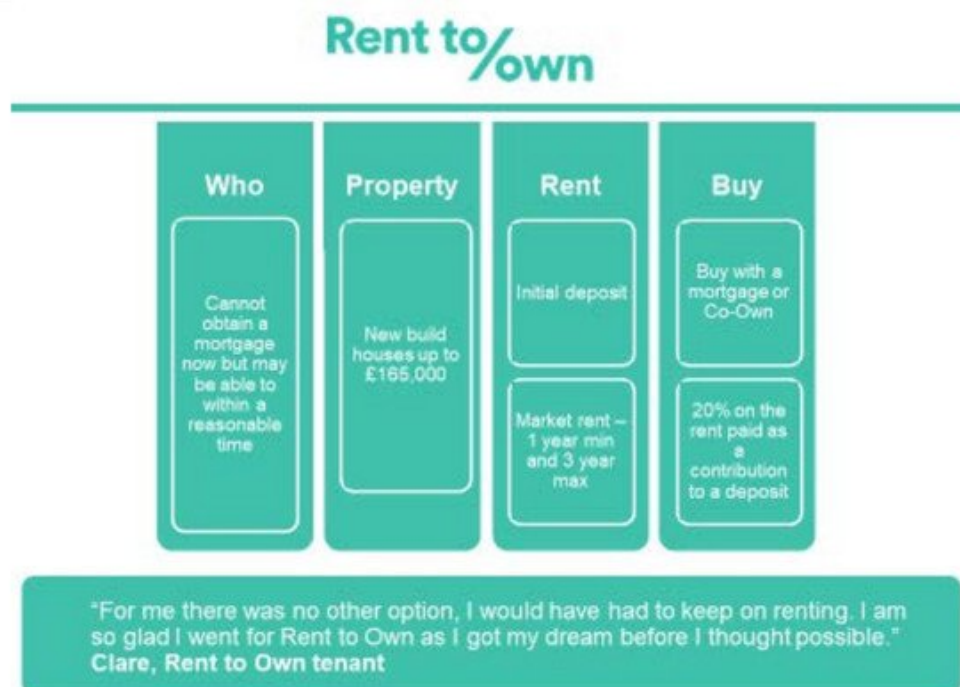 Rent to/own
Who
Cannot
obtain a
mortgage
now but may
be able to
within a
reasonable
time
Property
New build
houses up to
£165,000
Rent
Initial deposit
Market rent –
1 year min
and 3 year
max
Buy
Buy with a
mortgage or
Co-Own
20% on the
rent paid as
a
contribution
to a deposit
“For me there was no other option, I would have had to keep on renting. I am
so glad I went for Rent to Own as I got my dream before I thought possible.”
Clare, Rent to Own tenant